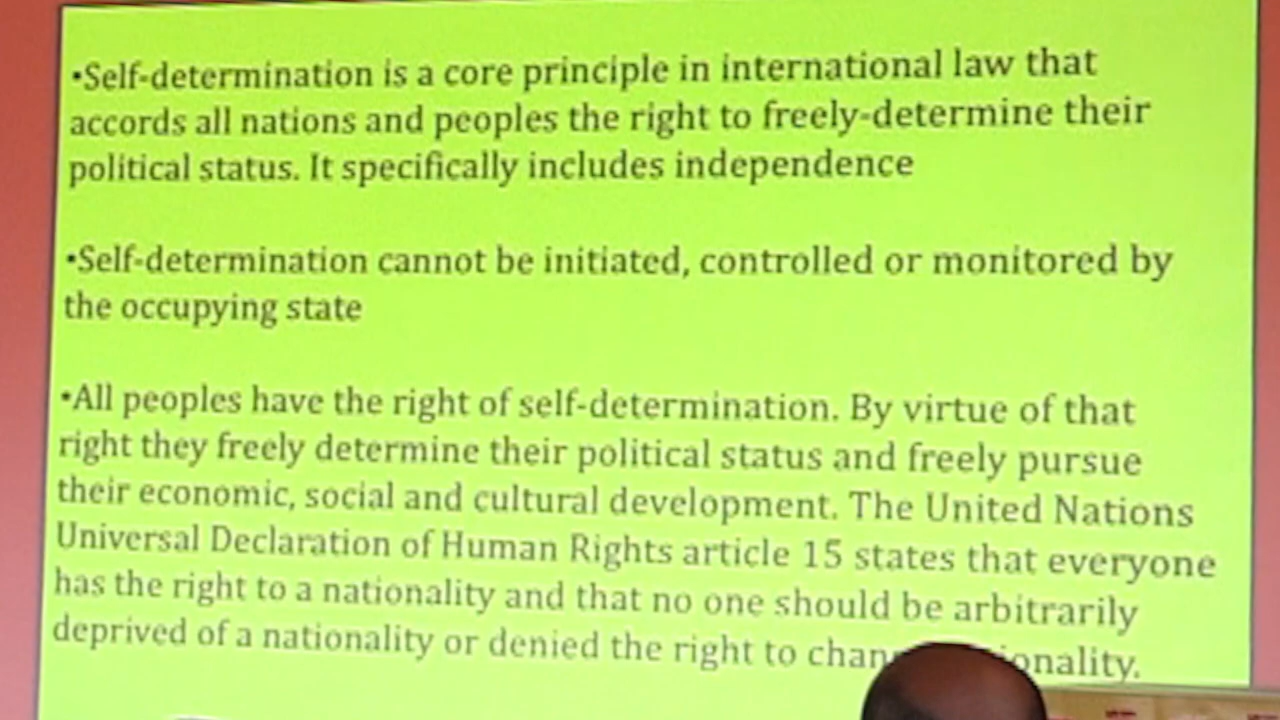 •Self-determination is a core principle in international law that
accords all nations and peoples the right to freely-determine their
political status. It specifically includes independence
•Self-determination cannot be initiated, controlled or monitored by
the occupying state
•All peoples have the right of self-determination. By virtue of that
right they freely determine their political status and freely pursue
their economic, social and cultural development. The United Nations
Universal Declaration of Human Rights article 15 states that everyone
has the right to a nationality and that no one should be arbitrarily
deprived of a nationality or denied the right to